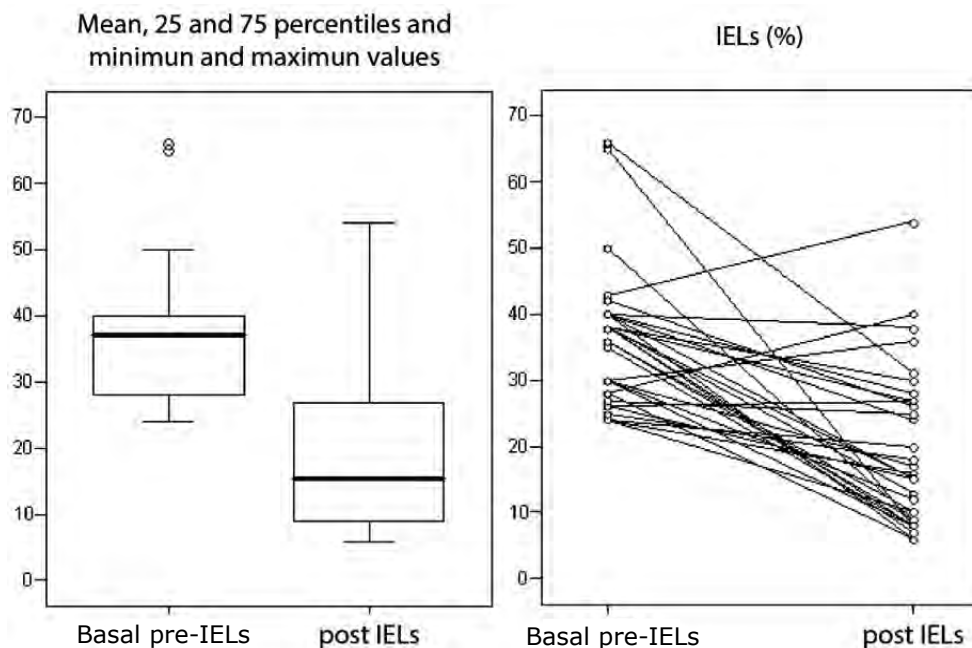 Mean, 25 and 75 percentiles and
minimun and maximun values
70
60
50
40
30
20
10
0
Basal pre-IELs
post IELs
IELs (%)
70
60
50
40
30
20
10
0
Basal pre-IELs
post IELs